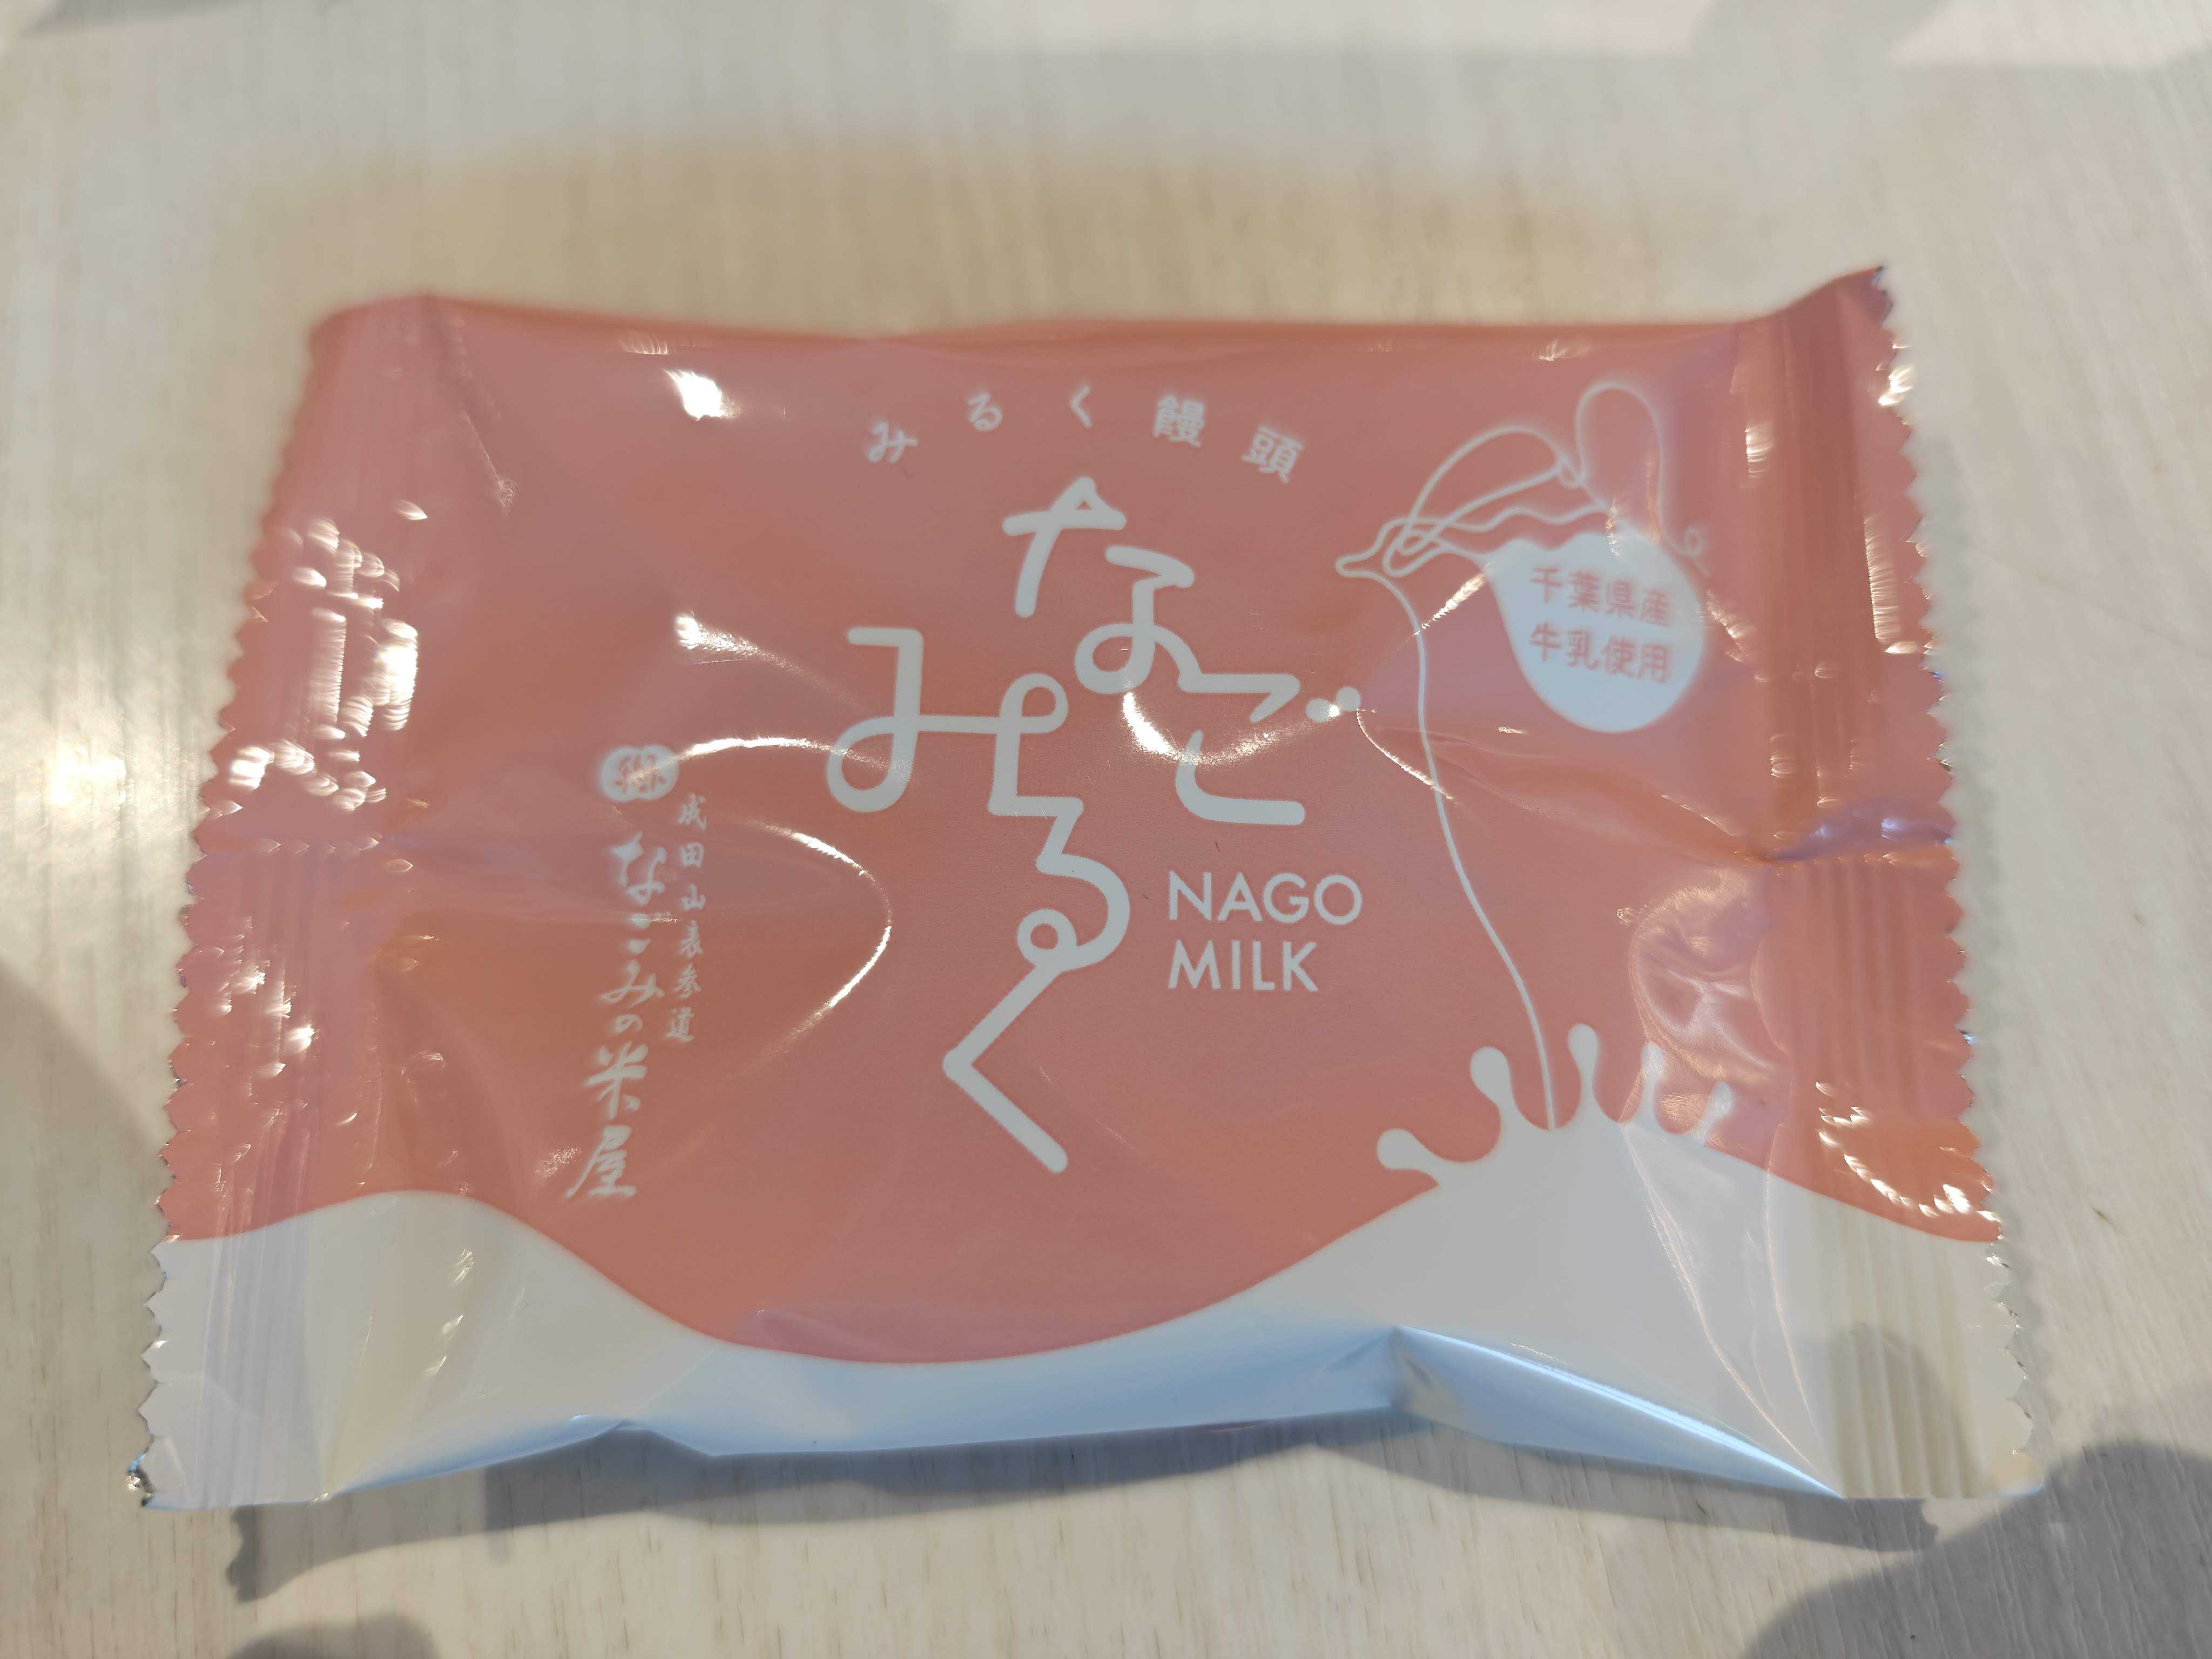 みるく饅頭
なごみるく
NAGO
MILK
千葉県産
牛乳使用
成田山表参道
なごみの米屋